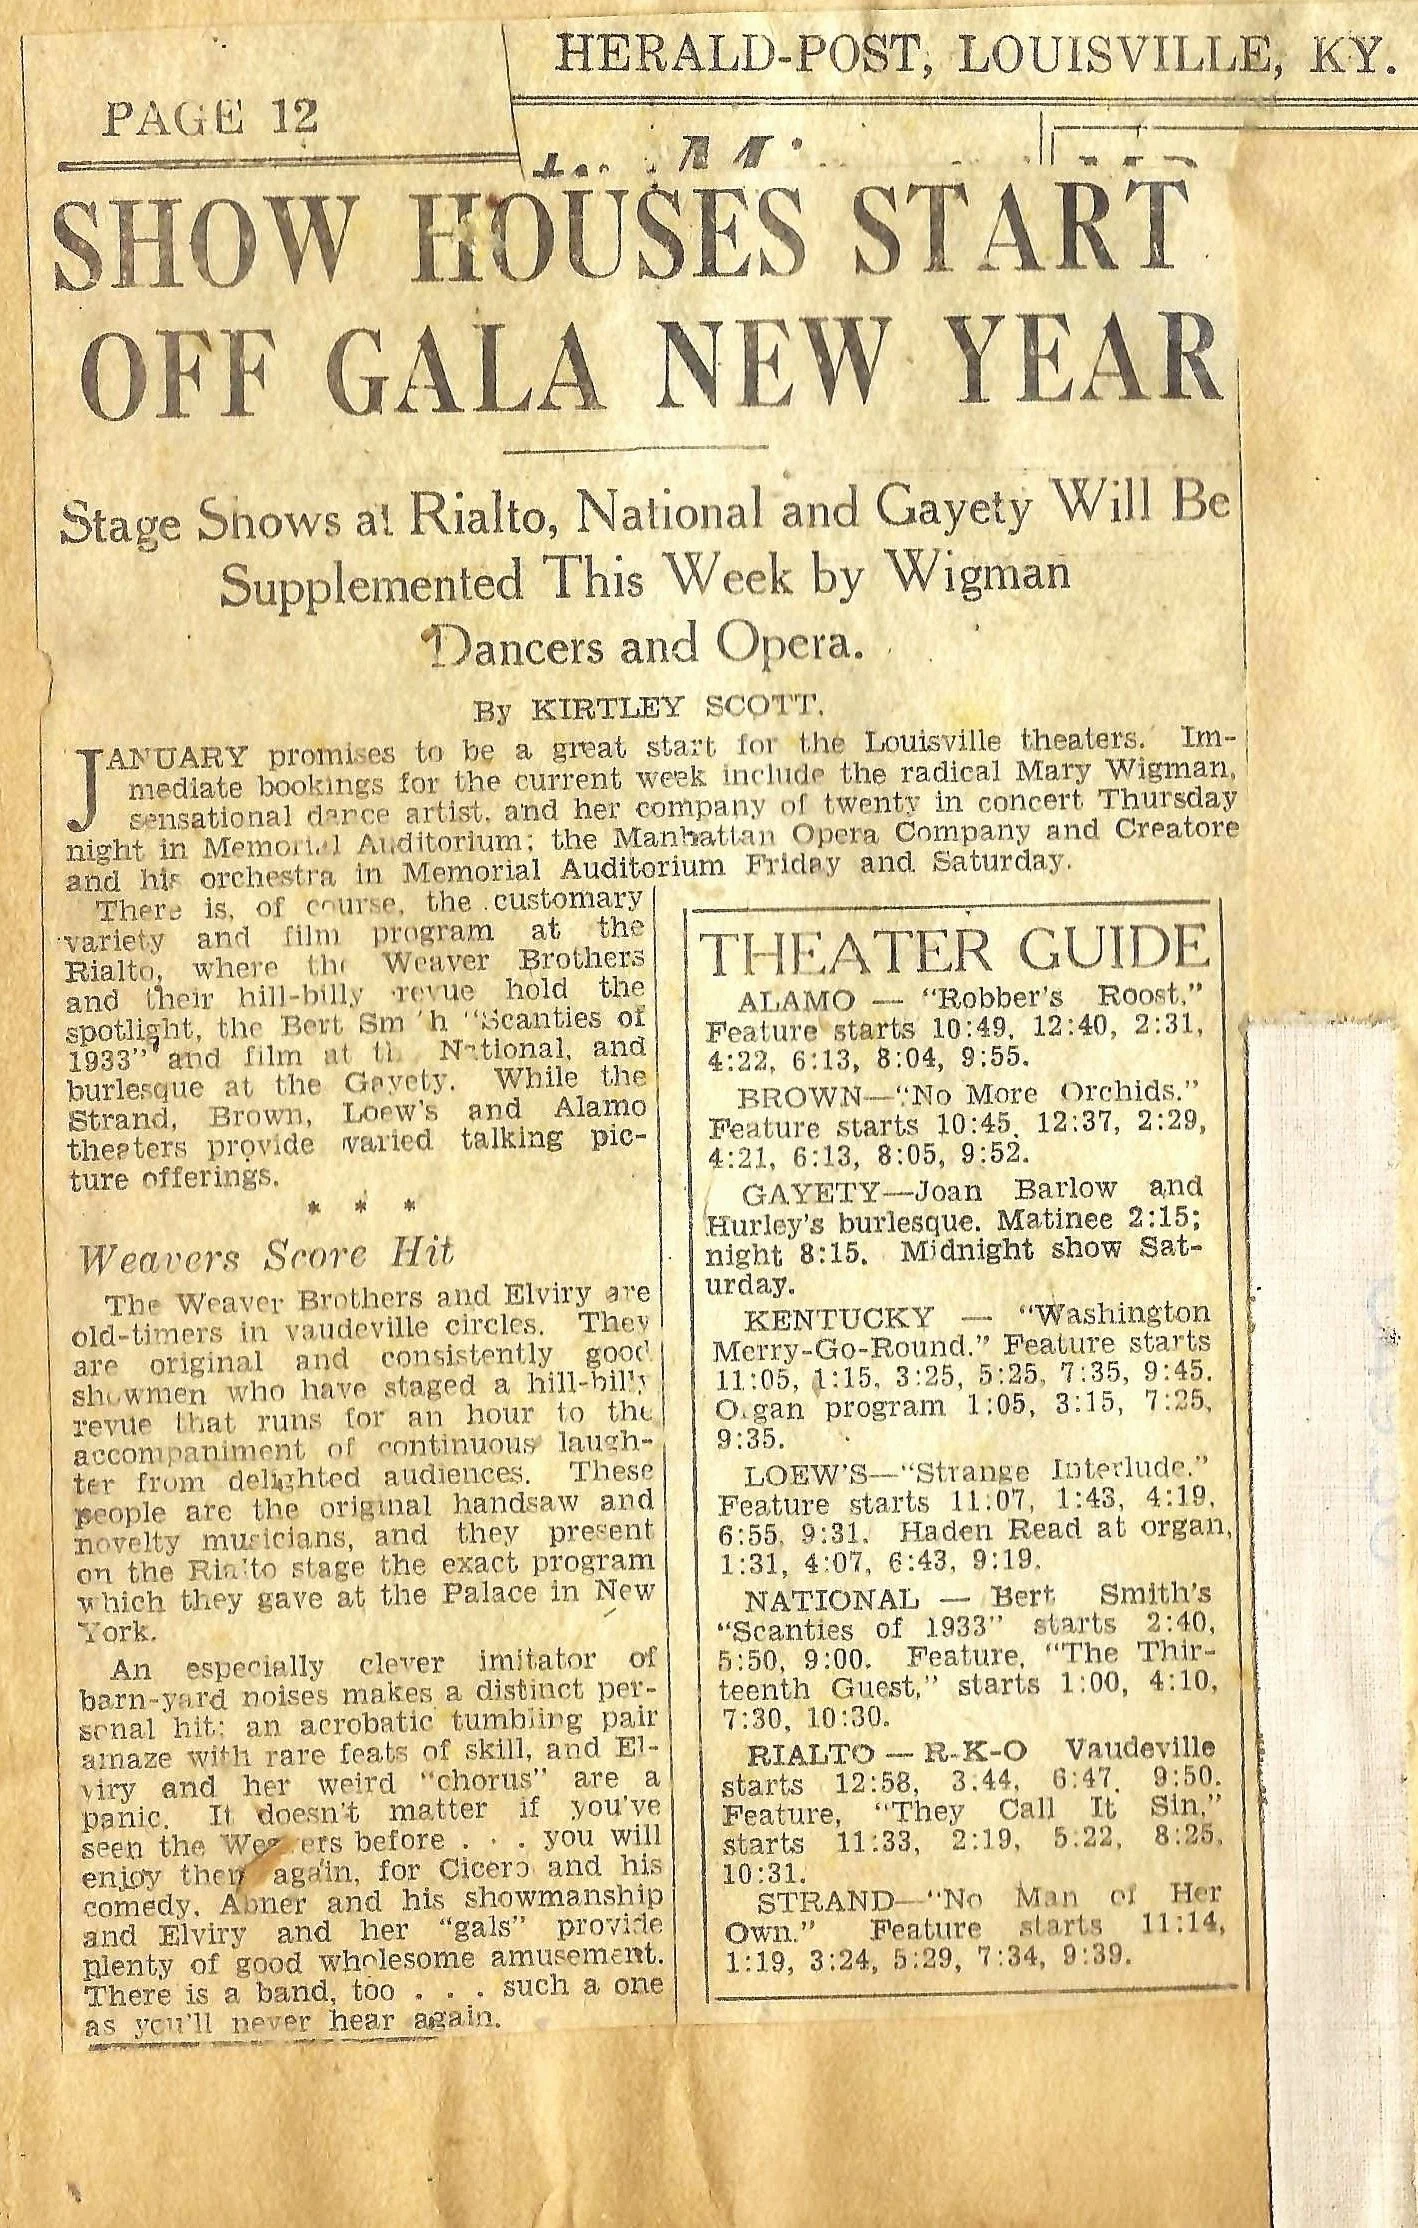 HERALD-POST, LOUISVILLE, KY.
PAGE 12
SHOW HOUSES START
OFF GALA NEW YEAR
Stage Shows at Rialto, National and Gayety Will Be
Supplemented This Week by Wigman
Dancers and Opera.
By KIRTLEY SCOTT.
JANUARY promises to be a great start for the Louisville theaters. Im-
mediate bookings for the current week include the radical Mary Wigman,
sensational dance artist, and her company of twenty in concert Thursday
night in Memorial Auditorium; the Manhattan Opera Company and Creatore
and his orchestra in Memorial Auditorium Friday and Saturday.
There is, of course, the customary
variety and film program at the
Rialto, where the Weaver Brothers
and their hill-billy revue hold the
spotlight, the Bert Smith "Scanties of
1933" and film at the National, and
burlesque at the Gayety. While the
Strand, Brown, Loew's and Alamo
theaters provide varied talking pic-
ture offerings.
* * *
Weavers Score Hit
The Weaver Brothers and Elviry are
old-timers in vaudeville circles. They
are original and consistently good
showmen who have staged a hill-billy
revue that runs for an hour to the
accompaniment of continuous laugh-
ter from delighted audiences. These
people are the original handsaw and
novelty musicians, and they present
on the Rialto stage the exact program
which they gave at the Palace in New
York.
An especially clever imitator of
barn-yard noises makes a distinct per-
sonal hit; an acrobatic tumbling pair
amaze with rare feats of skill, and El-
viry and her weird "chorus" are a
panic. It doesn't matter if you've
seen the Weavers before . . . you will
enjoy them again, for Cicero and his
comedy, Abner and his showmanship
and Elviry and her "gals" provide
plenty of good wholesome amusement.
There is a band, too . . . such a one
as you'll never hear again.
THEATER GUIDE
ALAMO — "Robber's Roost."
Feature starts 10:49, 12:40, 2:31,
4:22, 6:13, 8:04, 9:55.
BROWN—"No More Orchids."
Feature starts 10:45, 12:37, 2:29,
4:21, 6:13, 8:05, 9:52.
GAYETY—Joan Barlow and
Hurley's burlesque. Matinee 2:15;
night 8:15. Midnight show Sat-
urday.
KENTUCKY — "Washington
Merry-Go-Round." Feature starts
11:05, 1:15, 3:25, 5:25, 7:35, 9:45.
Organ program 1:05, 3:15, 7:25,
9:35.
LOEW'S—"Strange Interlude."
Feature starts 11:07, 1:43, 4:19,
6:55, 9:31. Haden Read at organ,
1:31, 4:07, 6:43, 9:19.
NATIONAL — Bert Smith's
"Scanties of 1933" starts 2:40,
5:50, 9:00. Feature, "The Thir-
teenth Guest," starts 1:00, 4:10,
7:30, 10:30.
RIALTO — R-K-O Vaudeville
starts 12:58, 3:44, 6:47, 9:50.
Feature, "They Call It Sin,"
starts 11:33, 2:19, 5:22, 8:25,
10:31.
STRAND—"No Man of Her
Own." Feature starts 11:14,
1:19, 3:24, 5:29, 7:34, 9:39.